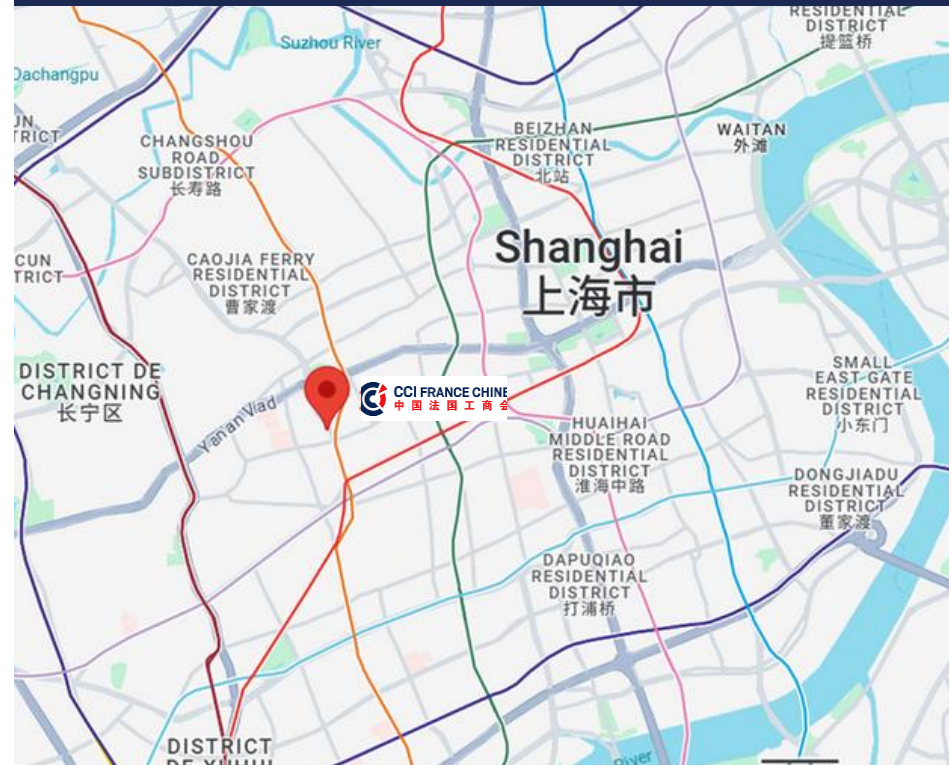 RESIDENTIAL
DISTRICT
提篮桥
Suzhou River
Dachangpu
UN
TRICT
CHANGSHOU
ROAD
SUBDISTRICT
长寿路
BEIZHAN
RESIDENTIAL
DISTRICT
北站
WAITAN
外滩
CUN
TRICT
CAOJIA FERRY
RESIDENTIAL
DISTRICT
曹家渡
Shanghai
上海市
DISTRICT DE
CHANGNING
长宁区
Yan'an Viad
CCI FRANCE CHINE
中国法国工商会
SMALL
EAST GATE
RESIDENTIAL
DISTRICT
小东门
HUAIHAI
MIDDLE ROAD
RESIDENTIAL
DISTRICT
淮海中路
DONGJIADU
RESIDENTIAL
DISTRICT
董家渡
DAPUQIAO
RESIDENTIAL
DISTRICT
打浦桥
DISTRICT
DE XUHUI
River